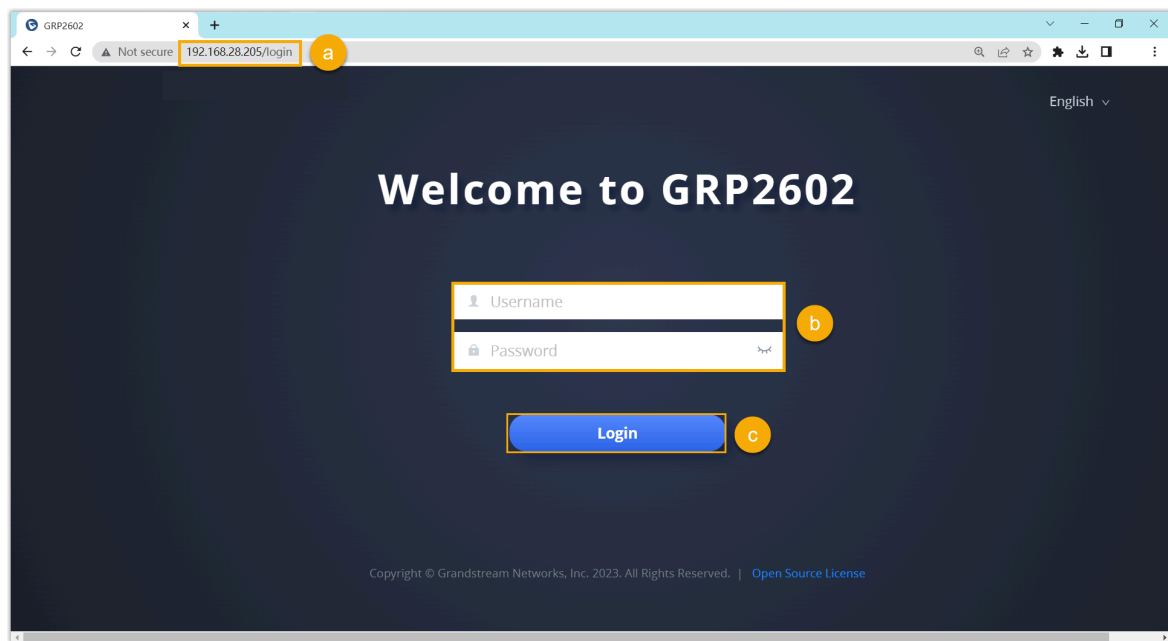 GRP2602
Not secure 192.168.28.205/login a
English
Welcome to GRP2602
Username
b
Password
Login c
Copyright © Grandstream Networks, Inc. 2023. All Rights Reserved. | Open Source License